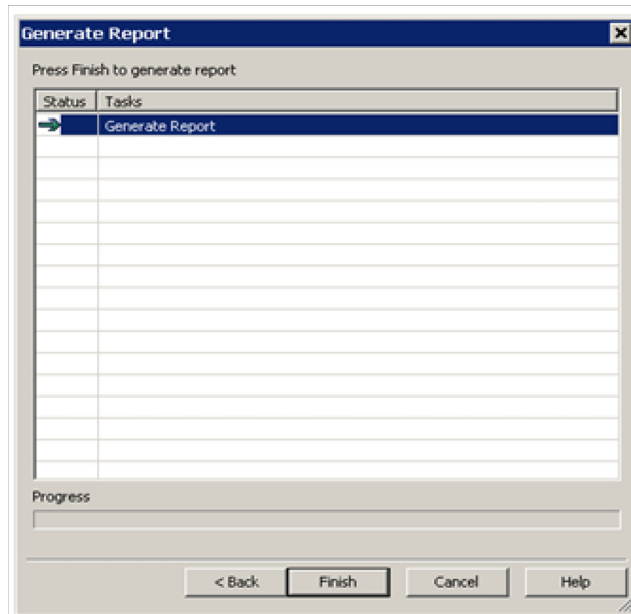 Generate Report
Press Finish to generate report
Status Tasks
Generate Report
Progress
< Back Finish Cancel Help